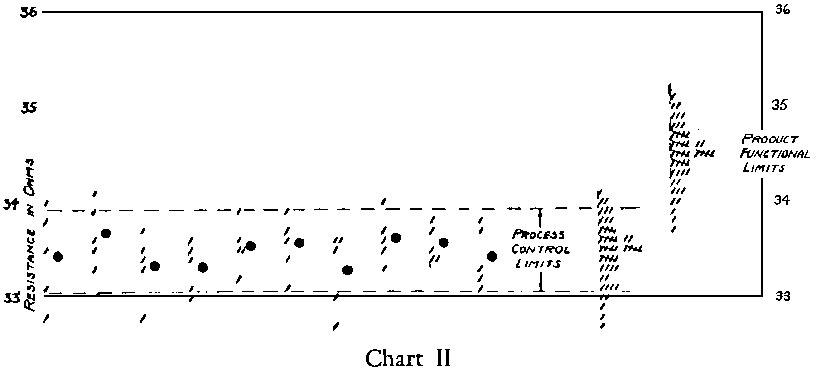 36
36
35
35
RESISTANCE IN OHMS
PRODUCT
FUNCTIONAL
LIMITS
34
34
PROCESS
CONTROL
LIMITS
33
33
Chart II